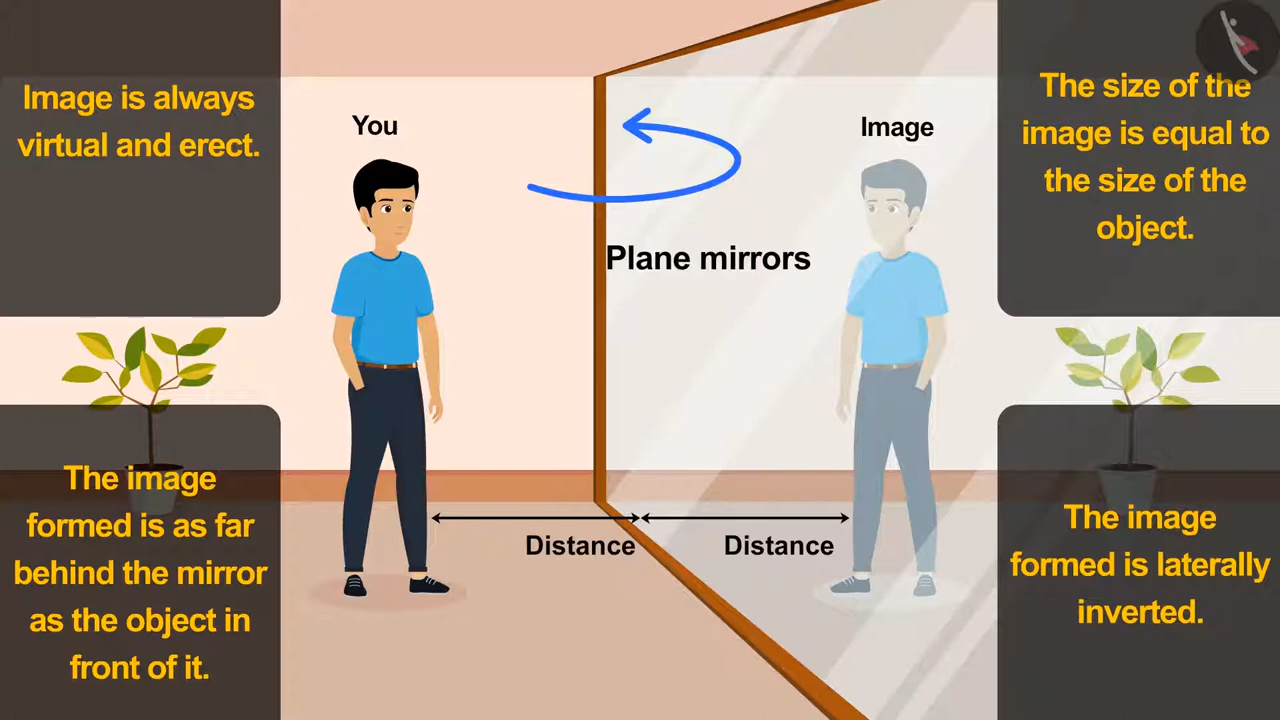 Image is always
virtual and erect.
The image
formed is as far
behind the mirror
as the object in
front of it.
You
Plane mirrors
Image
Distance
Distance
The size of the
image is equal to
the size of the
object.
The image
formed is laterally
inverted.